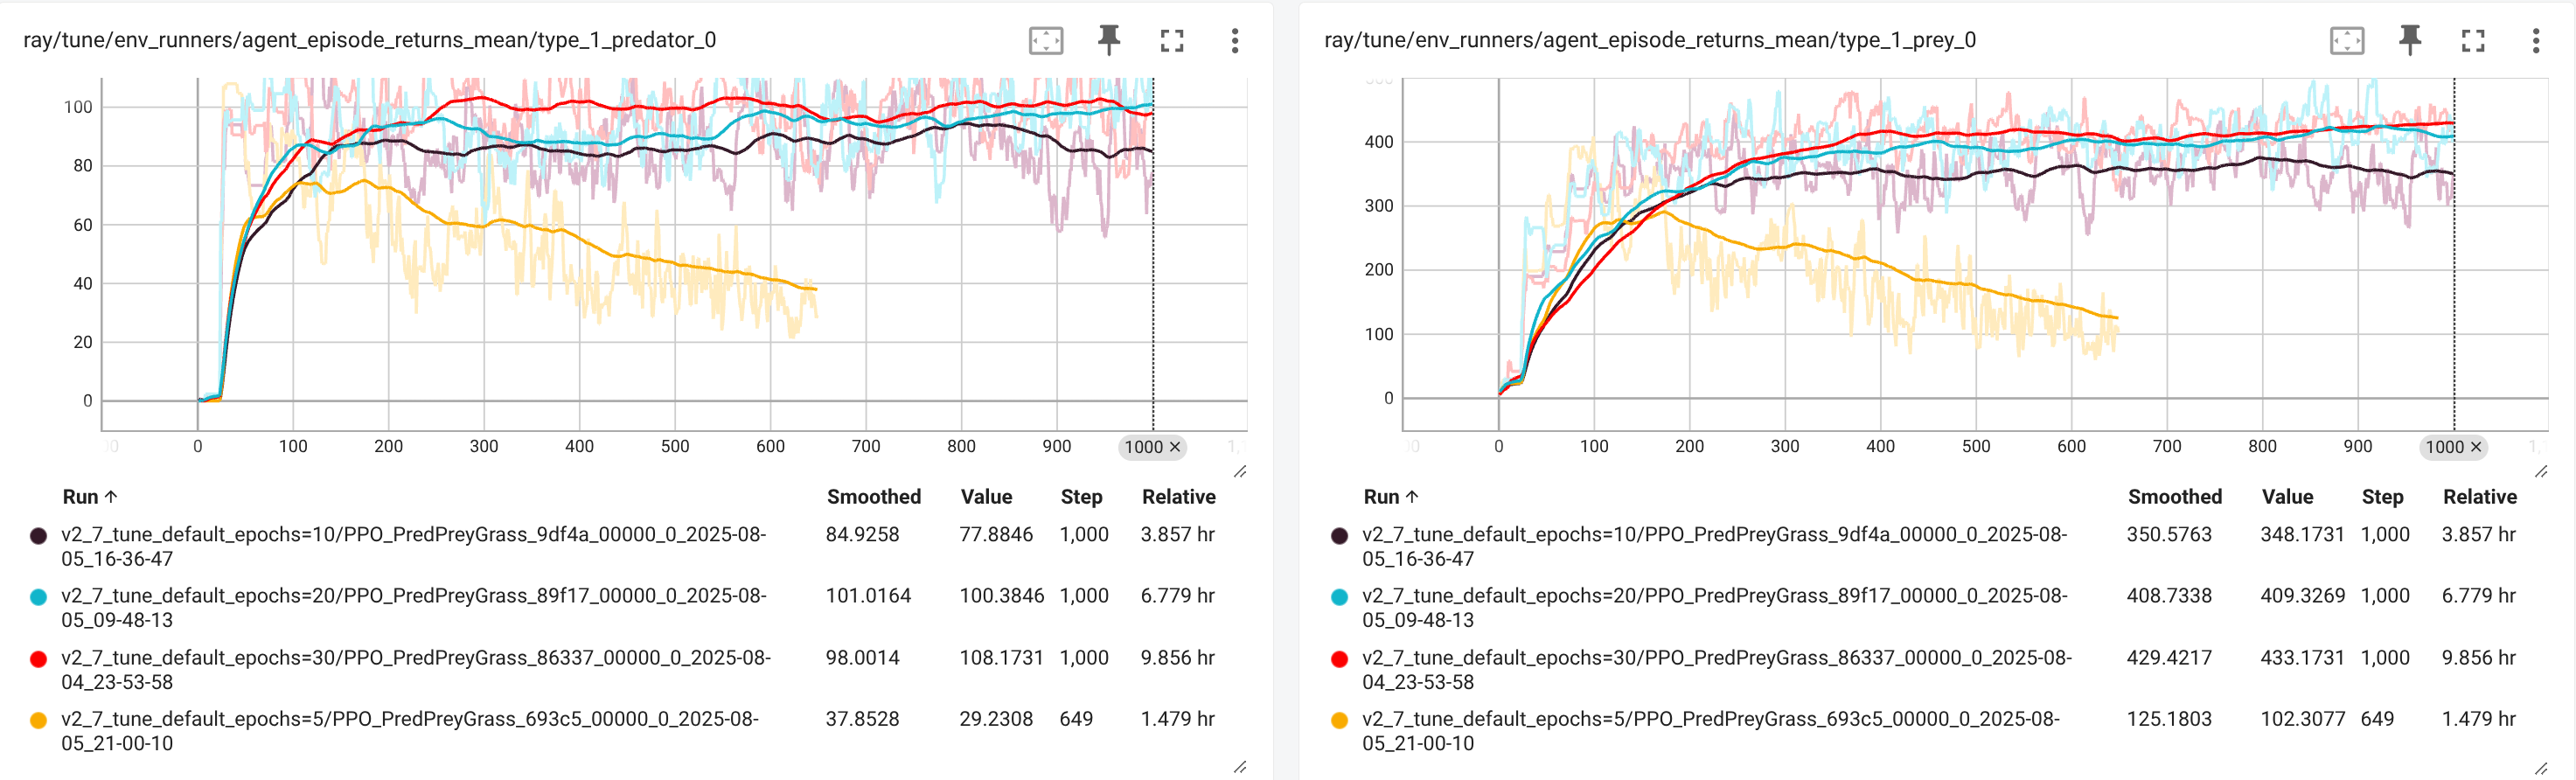 ray/tune/env_runners/agent_episode_returns_mean/type_1_predator_0
100
80
60
40
20
0
0 100 200 300 400 500 600 700 800 900 1000 ×
Run ↑ Smoothed Value Step Relative
v2_7_tune_default_epochs=10/PPO_PredPreyGrass_9df4a_00000_0_2025-08- 84.9258 77.8846 1,000 3.857 hr
05_16-36-47
v2_7_tune_default_epochs=20/PPO_PredPreyGrass_89f17_00000_0_2025-08- 101.0164 100.3846 1,000 6.779 hr
05_09-48-13
v2_7_tune_default_epochs=30/PPO_PredPreyGrass_86337_00000_0_2025-08- 98.0014 108.1731 1,000 9.856 hr
04_23-53-58
v2_7_tune_default_epochs=5/PPO_PredPreyGrass_693c5_00000_0_2025-08- 37.8528 29.2308 649 1.479 hr
05_21-00-10
ray/tune/env_runners/agent_episode_returns_mean/type_1_prey_0
400
300
200
100
0
0 100 200 300 400 500 600 700 800 900 1000 ×
Run ↑ Smoothed Value Step Relative
v2_7_tune_default_epochs=10/PPO_PredPreyGrass_9df4a_00000_0_2025-08- 350.5763 348.1731 1,000 3.857 hr
05_16-36-47
v2_7_tune_default_epochs=20/PPO_PredPreyGrass_89f17_00000_0_2025-08- 408.7338 409.3269 1,000 6.779 hr
05_09-48-13
v2_7_tune_default_epochs=30/PPO_PredPreyGrass_86337_00000_0_2025-08- 429.4217 433.1731 1,000 9.856 hr
04_23-53-58
v2_7_tune_default_epochs=5/PPO_PredPreyGrass_693c5_00000_0_2025-08- 125.1803 102.3077 649 1.479 hr
05_21-00-10